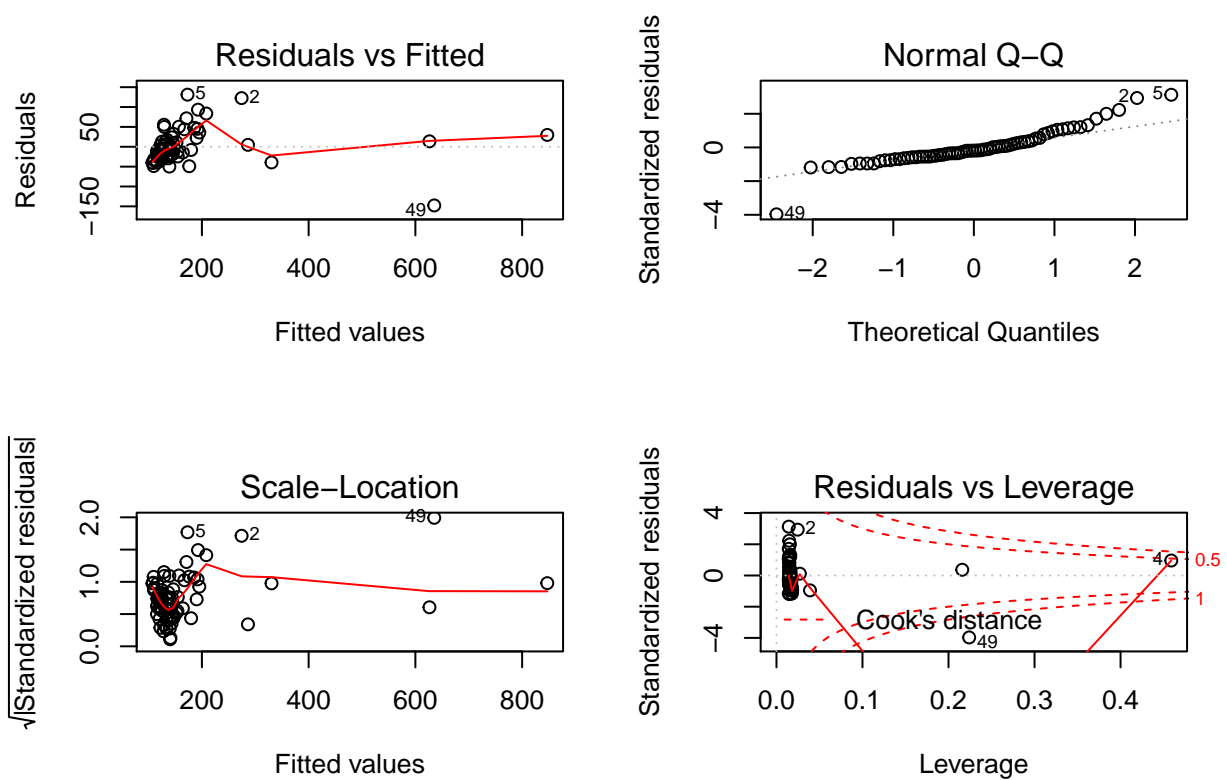 Residuals vs Fitted
Residuals
50
−150
5
2
49
200 400 600 800
Fitted values
Normal Q−Q
Standardized residuals
0
−4
2
5
49
−2 −1 0 1 2
Theoretical Quantiles
Scale−Location
√|Standardized residuals|
2.0
1.0
0.0
5
2
49
200 400 600 800
Fitted values
Residuals vs Leverage
Standardized residuals
4
0
−4
2
4
0.5
1
Cook's distance
49
0.0 0.1 0.2 0.3 0.4
Leverage